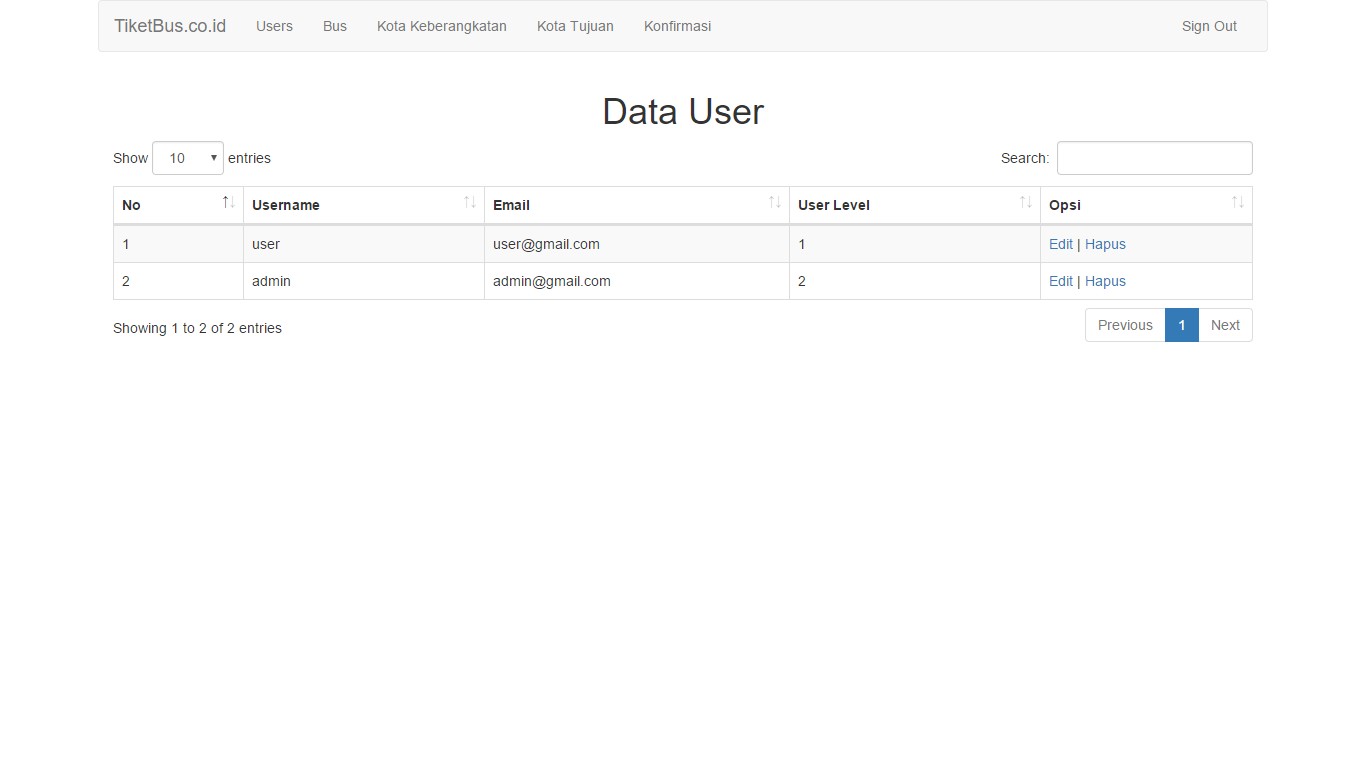 TiketBus.co.id Users Bus Kota Keberangkatan Kota Tujuan Konfirmasi Sign Out
Data User
Show 10 entries Search:
No Username Email User Level Opsi
1 user user@gmail.com 1 Edit | Hapus
2 admin admin@gmail.com 2 Edit | Hapus
Showing 1 to 2 of 2 entries Previous 1 Next